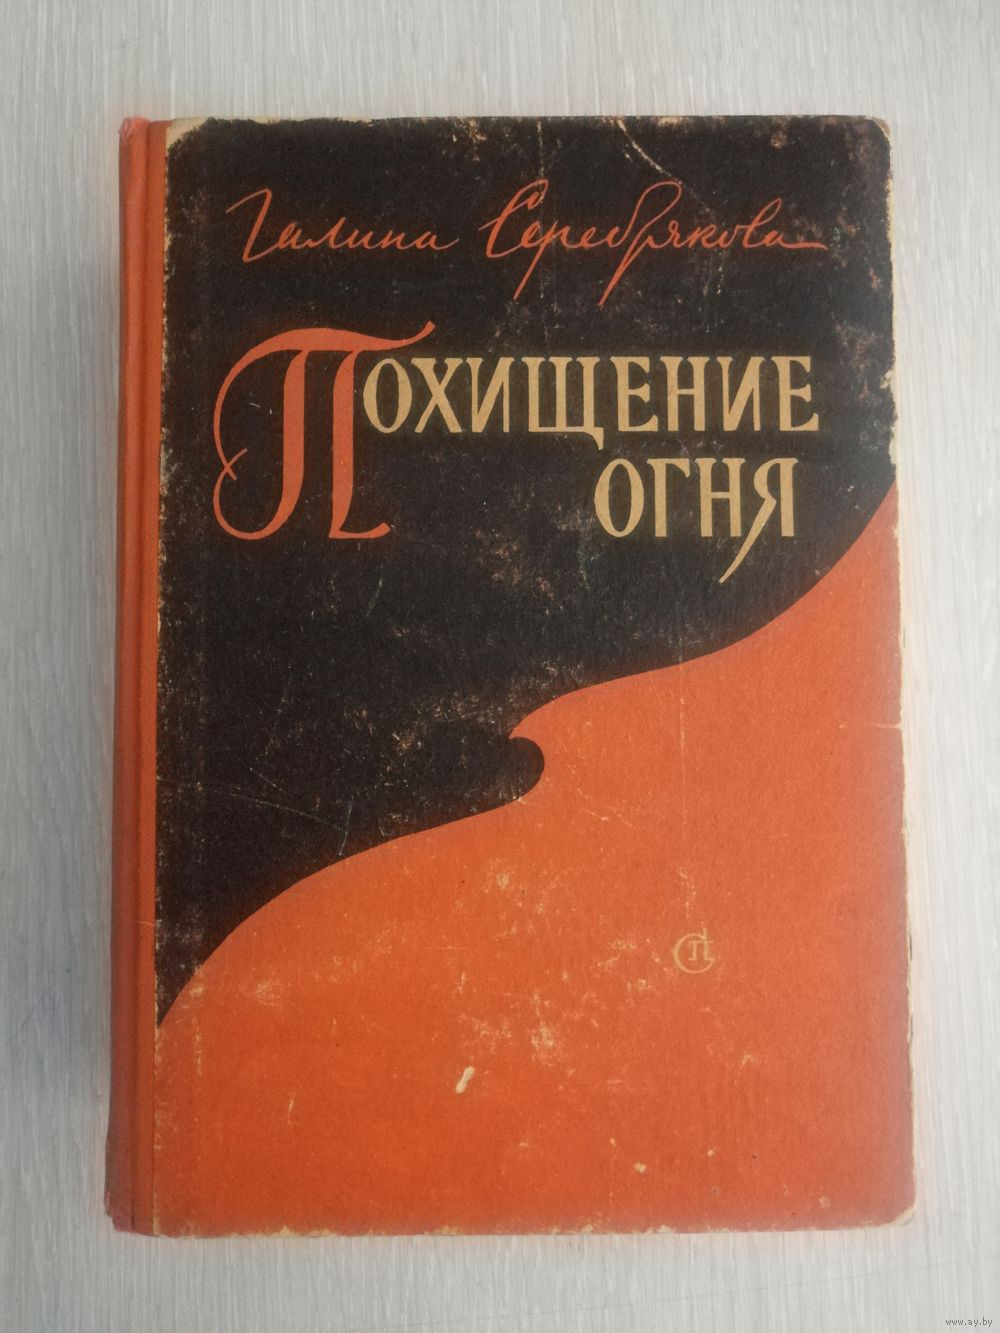 Галина Серебрякова
Похищение
огня
СП
www.ay.by